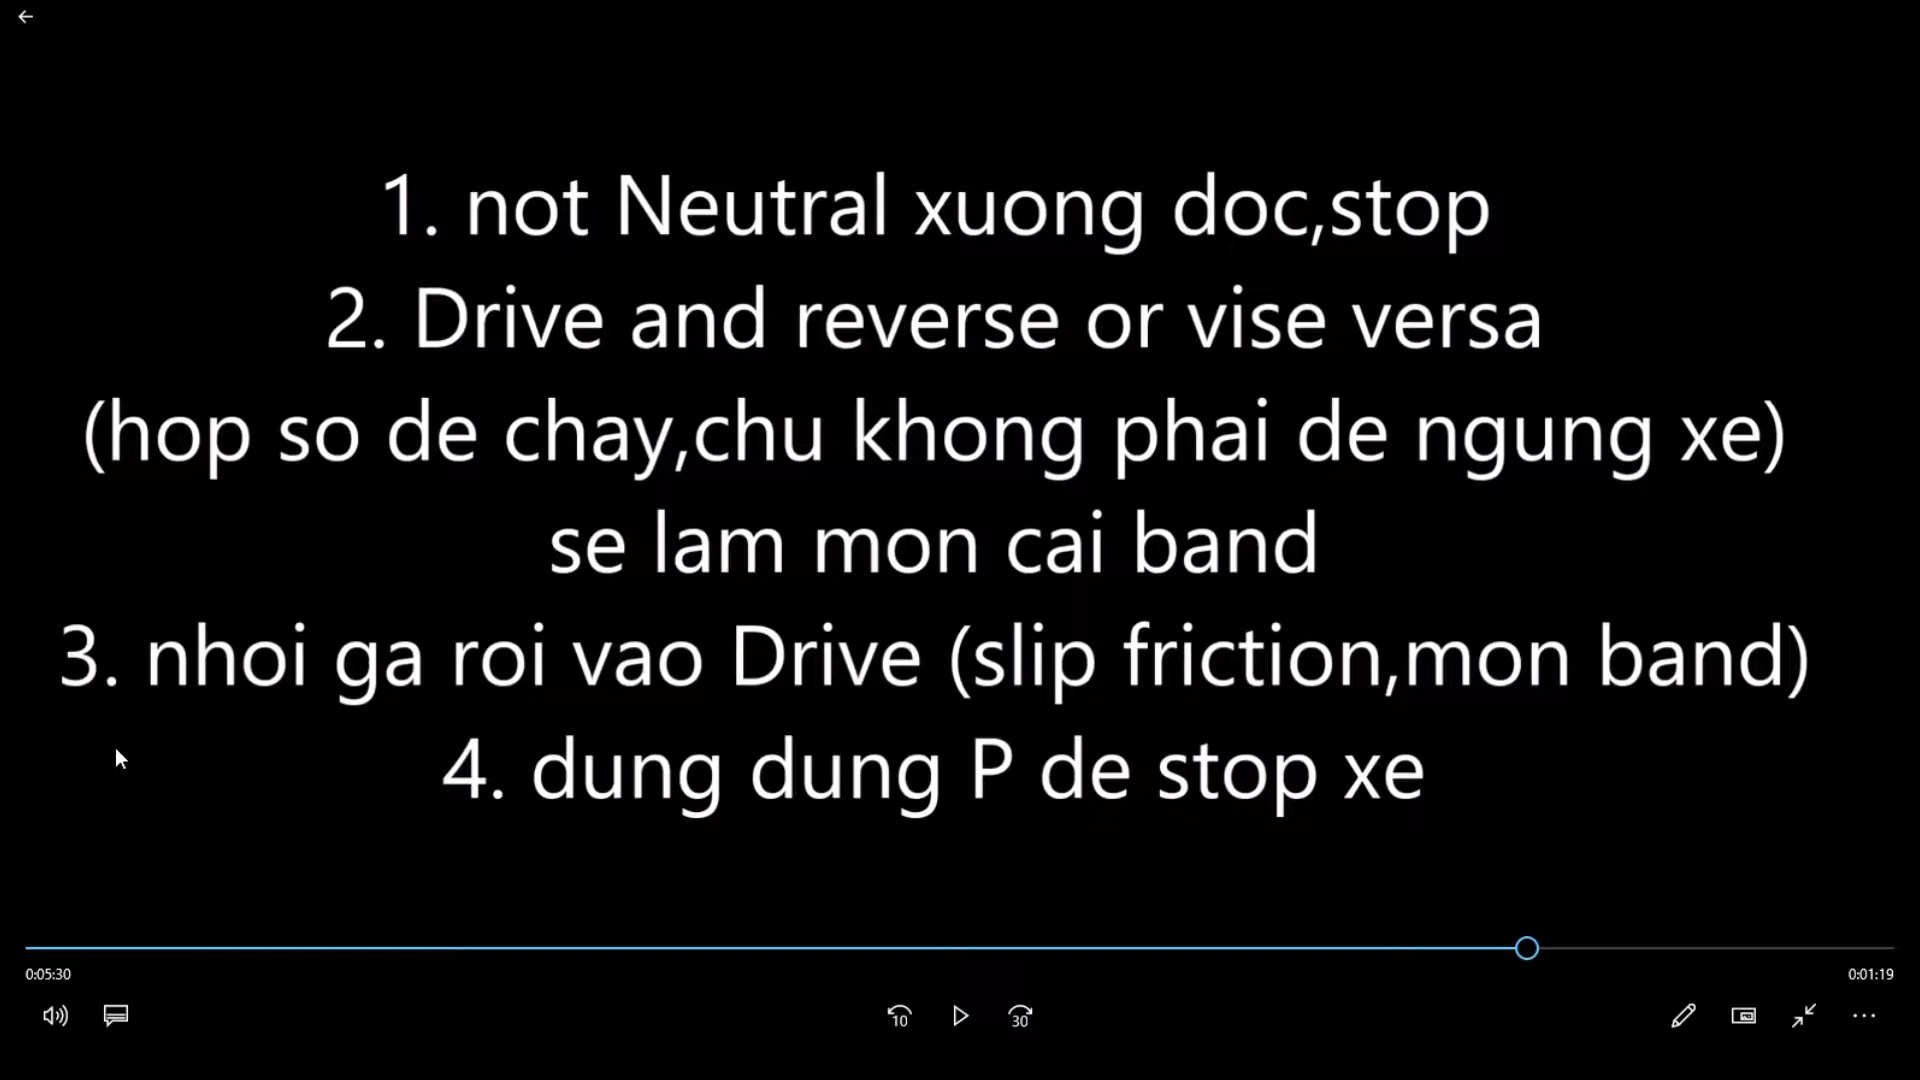 1. not Neutral xuong doc,stop
2. Drive and reverse or vise versa
(hop so de chay,chu khong phai de ngung xe)
se lam mon cai band
3. nhoi ga roi vao Drive (slip friction,mon band)
4. dung dung P de stop xe
0:05:30
0:01:19
10
30